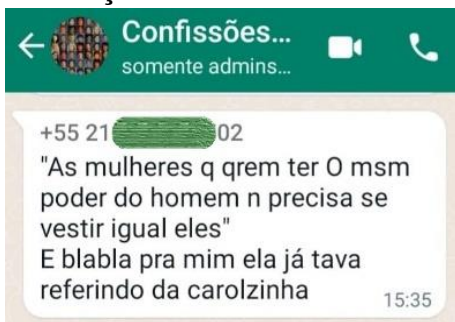 Confissões...
somente admins...
+55 21 02
"As mulheres q qrem ter O msm
poder do homem n precisa se
vestir igual eles"
E blabla pra mim ela já tava
referindo da carolzinha
15:35